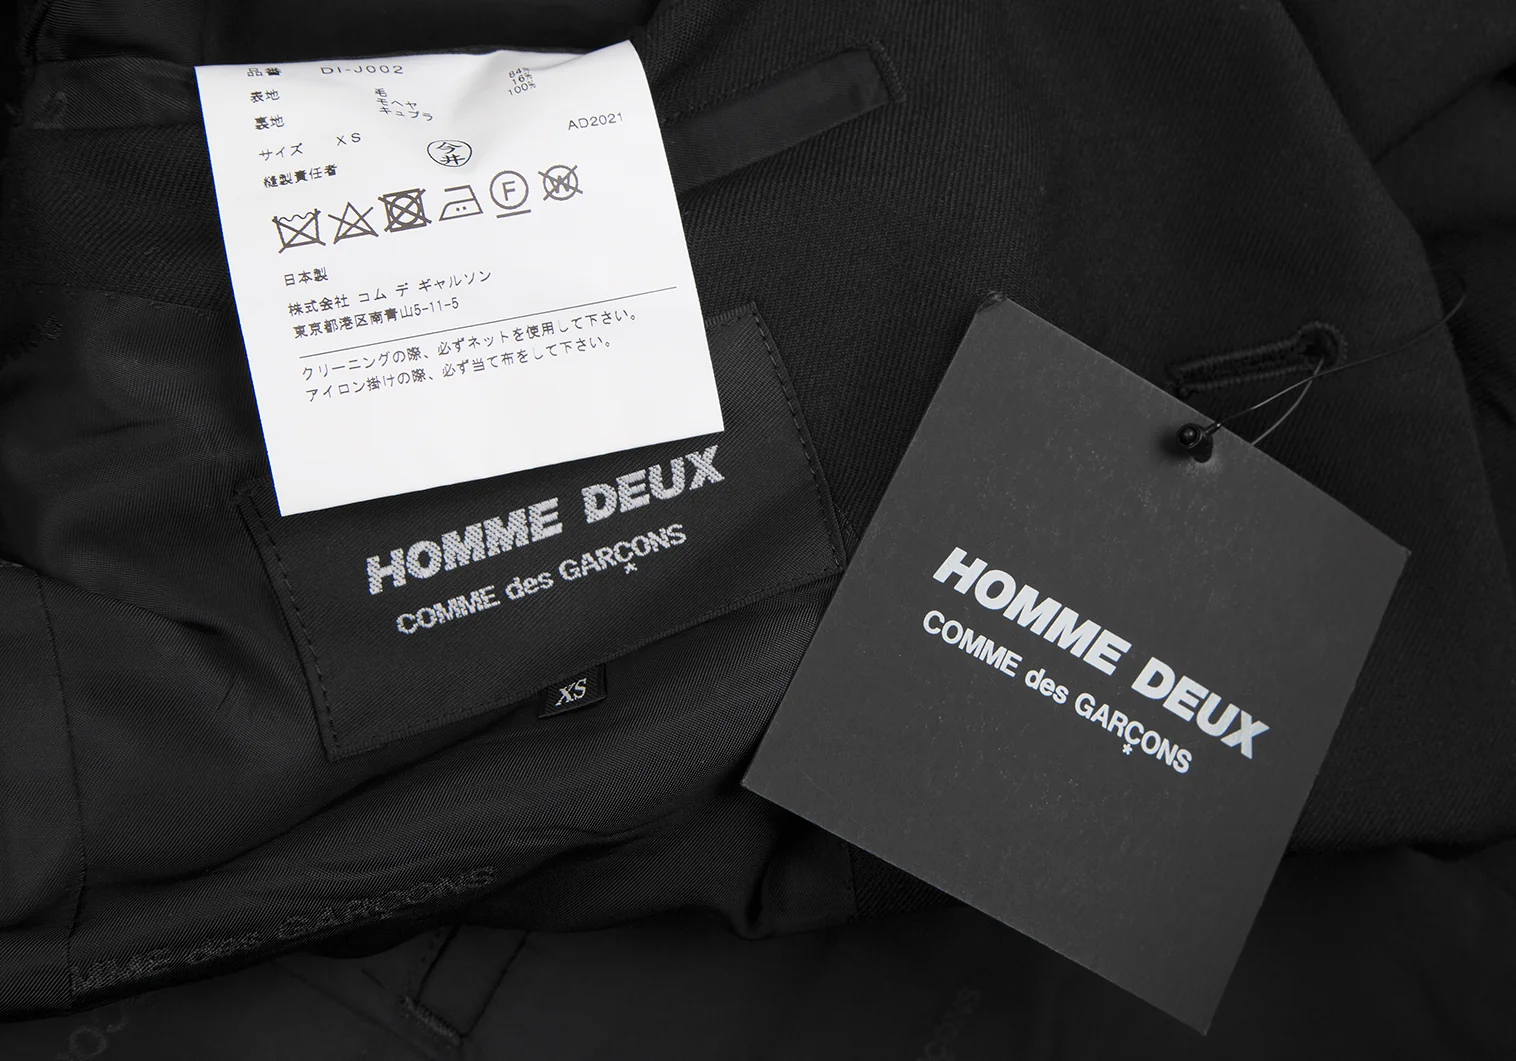 品番 DI-J002
表地 毛 84%
モヘヤ 16%
裏地 キュプラ 100%
サイズ XS AD2021
縫製責任者 今井
F W
日本製
株式会社 コム デ ギャルソン
東京都港区南青山5-11-5
クリーニングの際、必ずネットを使用して下さい。
アイロン掛けの際、必ず当て布をして下さい。
HOMME DEUX
COMME des GARÇONS
XS
HOMME DEUX
COMME des GARÇONS
MME des GARÇONS